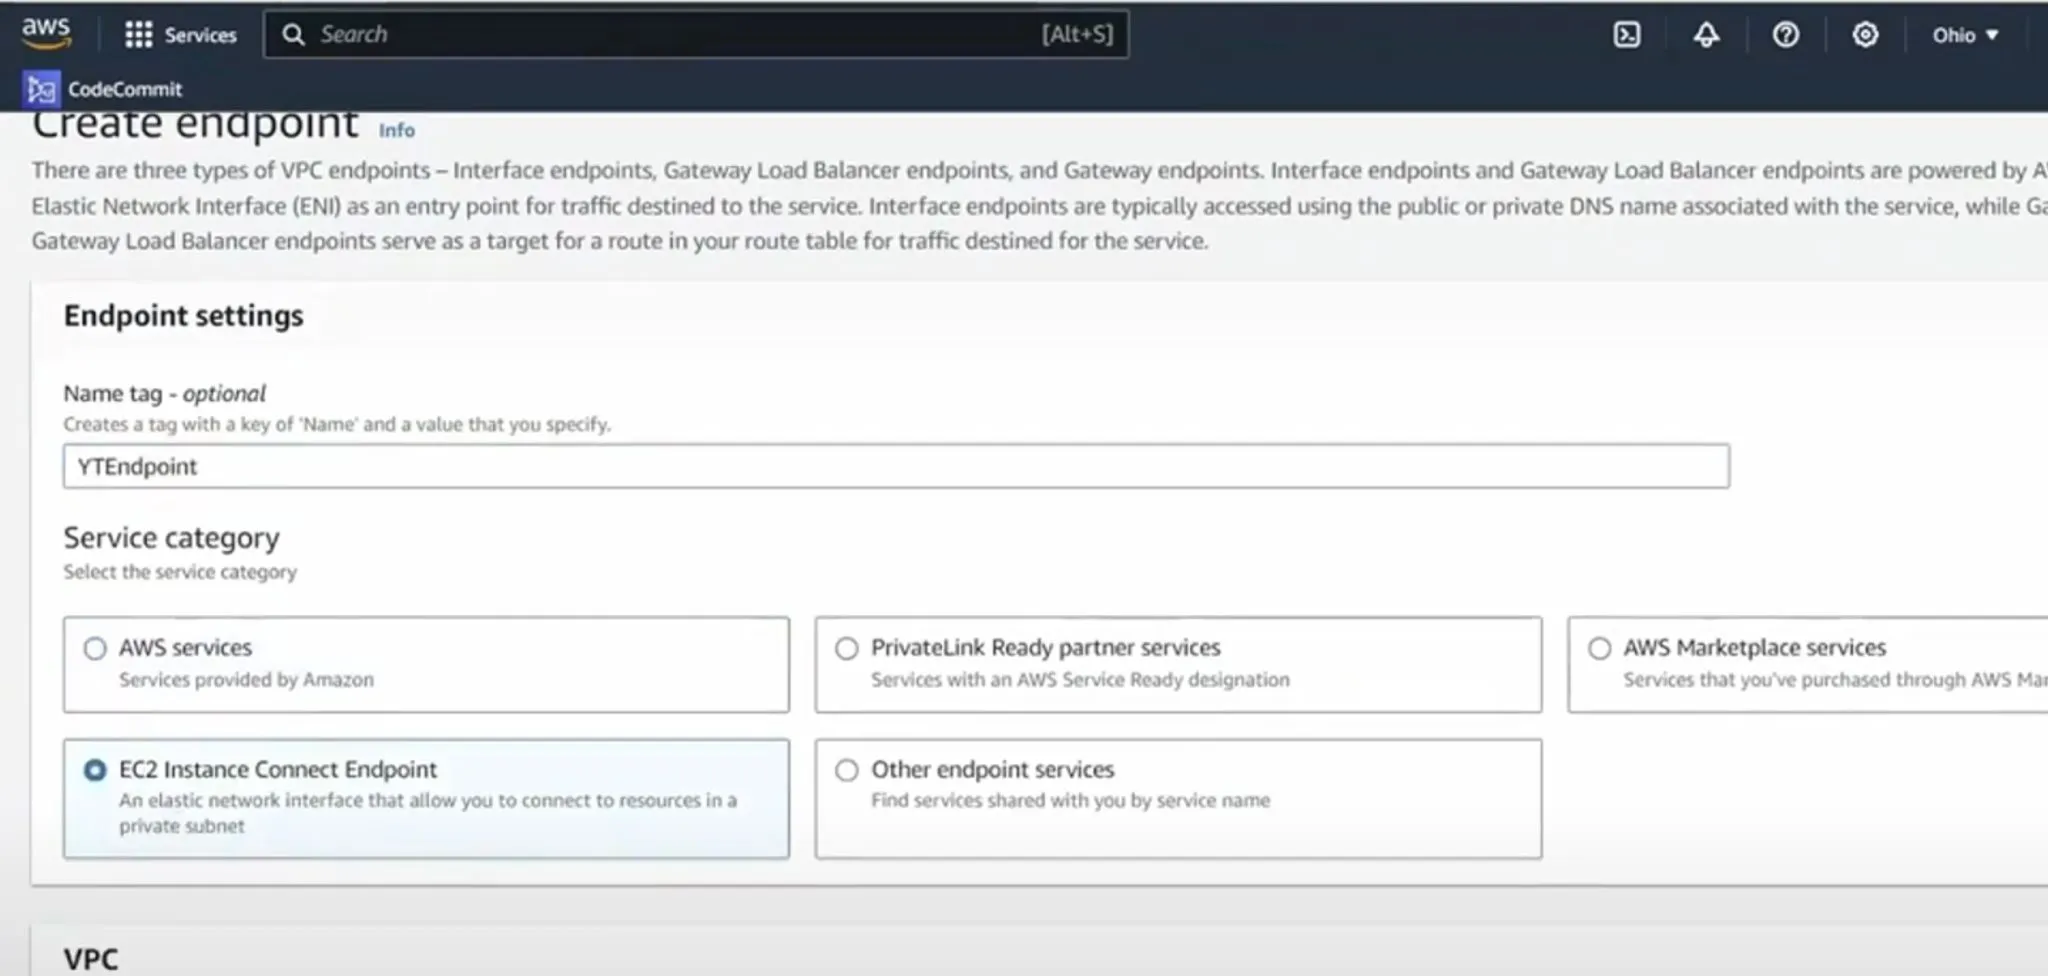 aws
Services
Search
[Alt+S]
Ohio
CodeCommit
Create endpoint Info
There are three types of VPC endpoints – Interface endpoints, Gateway Load Balancer endpoints, and Gateway endpoints. Interface endpoints and Gateway Load Balancer endpoints are powered by
Elastic Network Interface (ENI) as an entry point for traffic destined to the service. Interface endpoints are typically accessed using the public or private DNS name associated with the service, while
Gateway Load Balancer endpoints serve as a target for a route in your route table for traffic destined for the service.
Endpoint settings
Name tag - optional
Creates a tag with a key of 'Name' and a value that you specify.
YTEndpoint
Service category
Select the service category
AWS services
Services provided by Amazon
PrivateLink Ready partner services
Services with an AWS Service Ready designation
AWS Marketplace services
Services that you've purchased through AWS
EC2 Instance Connect Endpoint
An elastic network interface that allow you to connect to resources in a
private subnet
Other endpoint services
Find services shared with you by service name
VPC